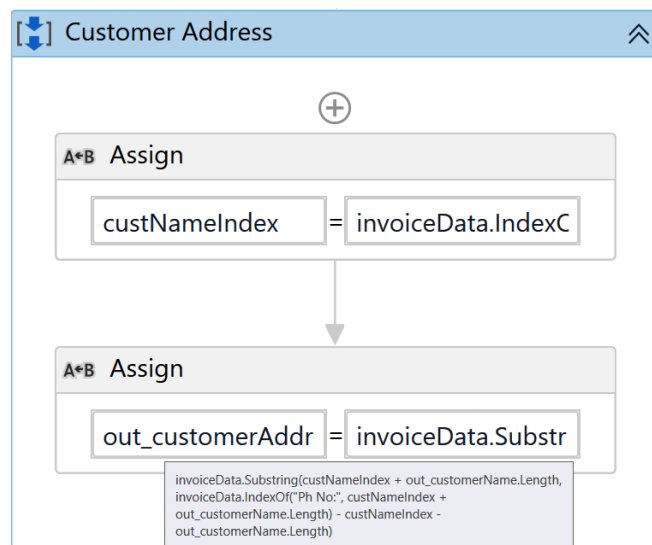 Customer Address
A←B Assign
custNameIndex = invoiceData.IndexC
A←B Assign
out_customerAddr = invoiceData.Substr
invoiceData.Substring(custNameIndex + out_customerName.Length,
invoiceData.IndexOf("Ph No:", custNameIndex +
out_customerName.Length) - custNameIndex -
out_customerName.Length)